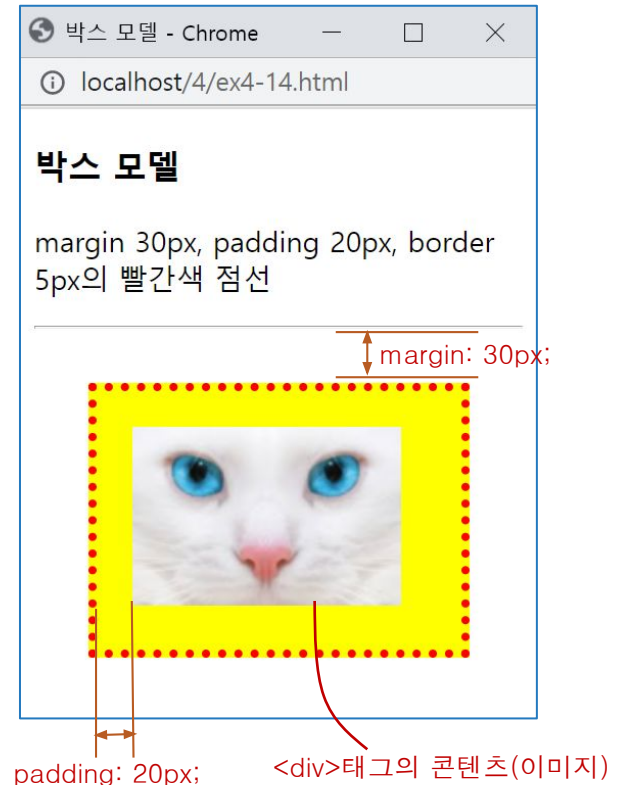 박스 모델 - Chrome
localhost/4/ex4-14.html
박스 모델
margin 30px, padding 20px, border
5px의 빨간색 점선
margin: 30px;
padding: 20px;
<div>태그의 콘텐츠(이미지)